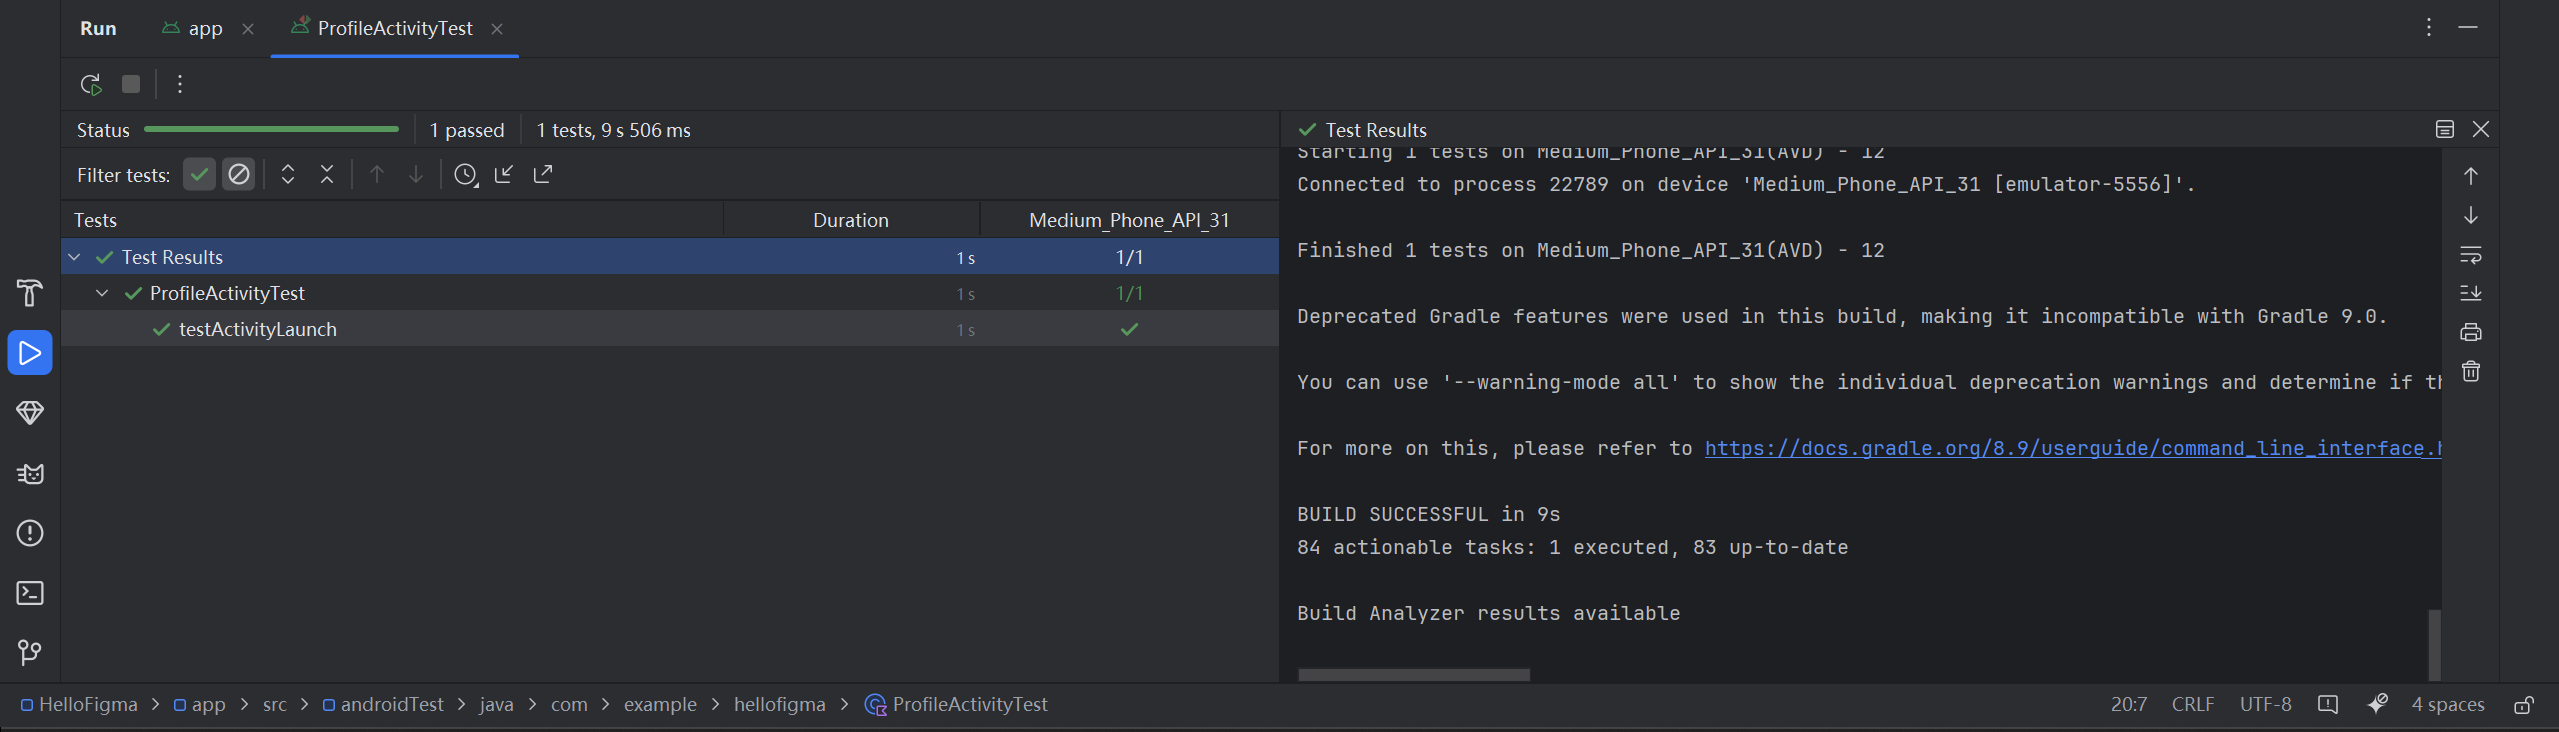 Run app ProfileActivityTest
Status 1 passed 1 tests, 9 s 506 ms
Filter tests:
Tests Duration Medium_Phone_API_31
Test Results 1 s 1/1
ProfileActivityTest 1 s 1/1
testActivityLaunch 1 s
Test Results
Starting 1 tests on Medium_Phone_API_31(AVD) - 12
Connected to process 22789 on device 'Medium_Phone_API_31 [emulator-5556]'.
Finished 1 tests on Medium_Phone_API_31(AVD) - 12
Deprecated Gradle features were used in this build, making it incompatible with Gradle 9.0.
You can use '--warning-mode all' to show the individual deprecation warnings and determine if
For more on this, please refer to https://docs.gradle.org/8.9/userguide/command_line_interface.
BUILD SUCCESSFUL in 9s
84 actionable tasks: 1 executed, 83 up-to-date
Build Analyzer results available
HelloFigma app src androidTest java com example hellofigma ProfileActivityTest 20:7 CRLF UTF-8 4 spaces